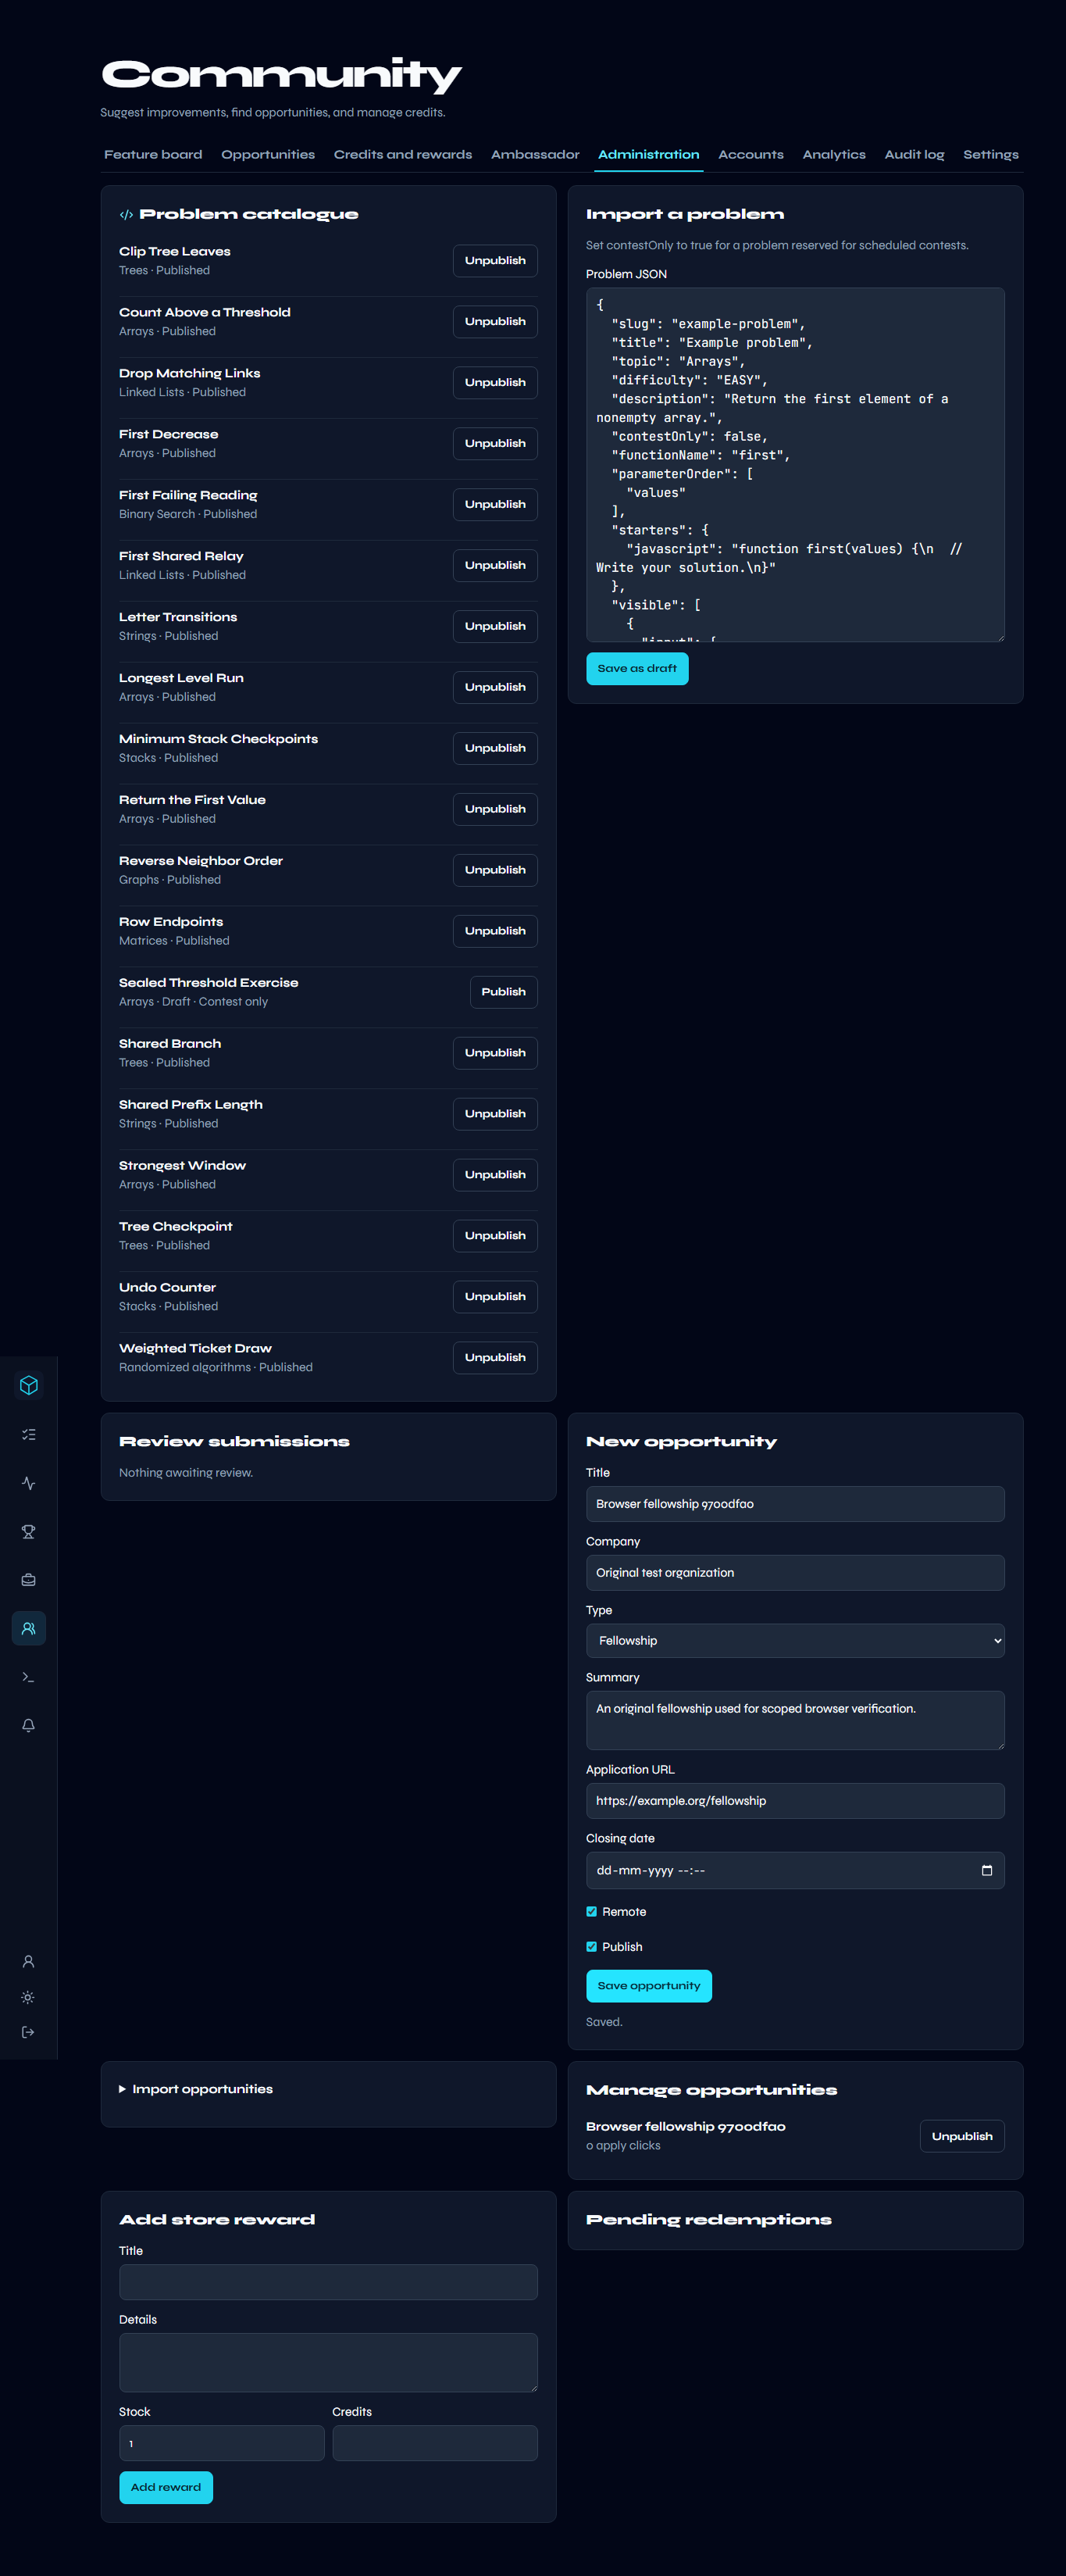 Community
Suggest improvements, find opportunities, and manage credits.
Feature board Opportunities Credits and rewards Ambassador Administration Accounts Analytics Audit log Settings
Problem catalogue
Clip Tree Leaves
Trees · Published
Unpublish
Count Above a Threshold
Arrays · Published
Unpublish
Drop Matching Links
Linked Lists · Published
Unpublish
First Decrease
Arrays · Published
Unpublish
First Failing Reading
Binary Search · Published
Unpublish
First Shared Relay
Linked Lists · Published
Unpublish
Letter Transitions
Strings · Published
Unpublish
Longest Level Run
Arrays · Published
Unpublish
Minimum Stack Checkpoints
Stacks · Published
Unpublish
Return the First Value
Arrays · Published
Unpublish
Reverse Neighbor Order
Graphs · Published
Unpublish
Row Endpoints
Matrices · Published
Unpublish
Sealed Threshold Exercise
Arrays · Draft · Contest only
Publish
Shared Branch
Trees · Published
Unpublish
Shared Prefix Length
Strings · Published
Unpublish
Strongest Window
Arrays · Published
Unpublish
Tree Checkpoint
Trees · Published
Unpublish
Undo Counter
Stacks · Published
Unpublish
Weighted Ticket Draw
Randomized algorithms · Published
Unpublish
Import a problem
Set contestOnly to true for a problem reserved for scheduled contests.
Problem JSON
{
"slug": "example-problem",
"title": "Example problem",
"topic": "Arrays",
"difficulty": "EASY",
"description": "Return the first element of a
nonempty array.",
"contestOnly": false,
"functionName": "first",
"parameterOrder": [
"values"
],
"starters": {
"javascript": "function first(values) {\n  //
Write your solution.\n}"
},
"visible": [
{
"input": {
Save as draft
Review submissions
Nothing awaiting review.
New opportunity
Title
Browser fellowship 9700dfa0
Company
Original test organization
Type
Fellowship
Summary
An original fellowship used for scoped browser verification.
Application URL
https://example.org/fellowship
Closing date
dd-mm-yyyy --:--
Remote
Publish
Save opportunity
Saved.
Import opportunities
Manage opportunities
Browser fellowship 9700dfa0
0 apply clicks
Unpublish
Add store reward
Title
Details
Stock Credits
1
Add reward
Pending redemptions